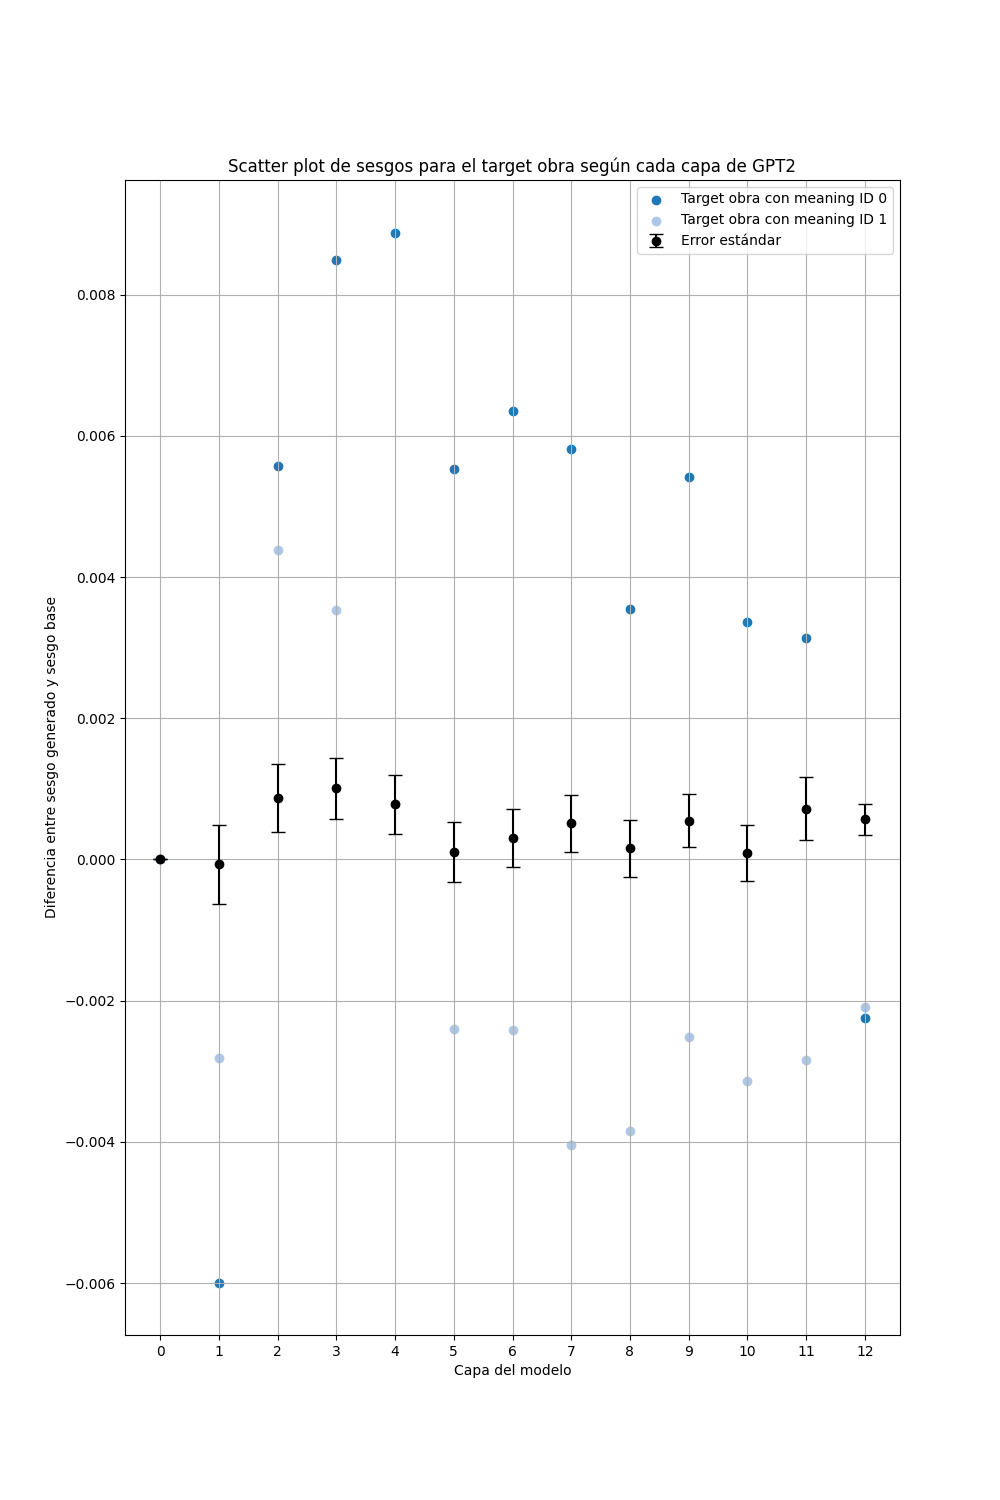 Scatter plot de sesgos para el target obra según cada capa de GPT2
Target obra con meaning ID 0
Target obra con meaning ID 1
Error estándar
0.008
0.006
0.004
0.002
0.000
−0.002
−0.004
−0.006
Diferencia entre sesgo generado y sesgo base
0 1 2 3 4 5 6 7 8 9 10 11 12
Capa del modelo